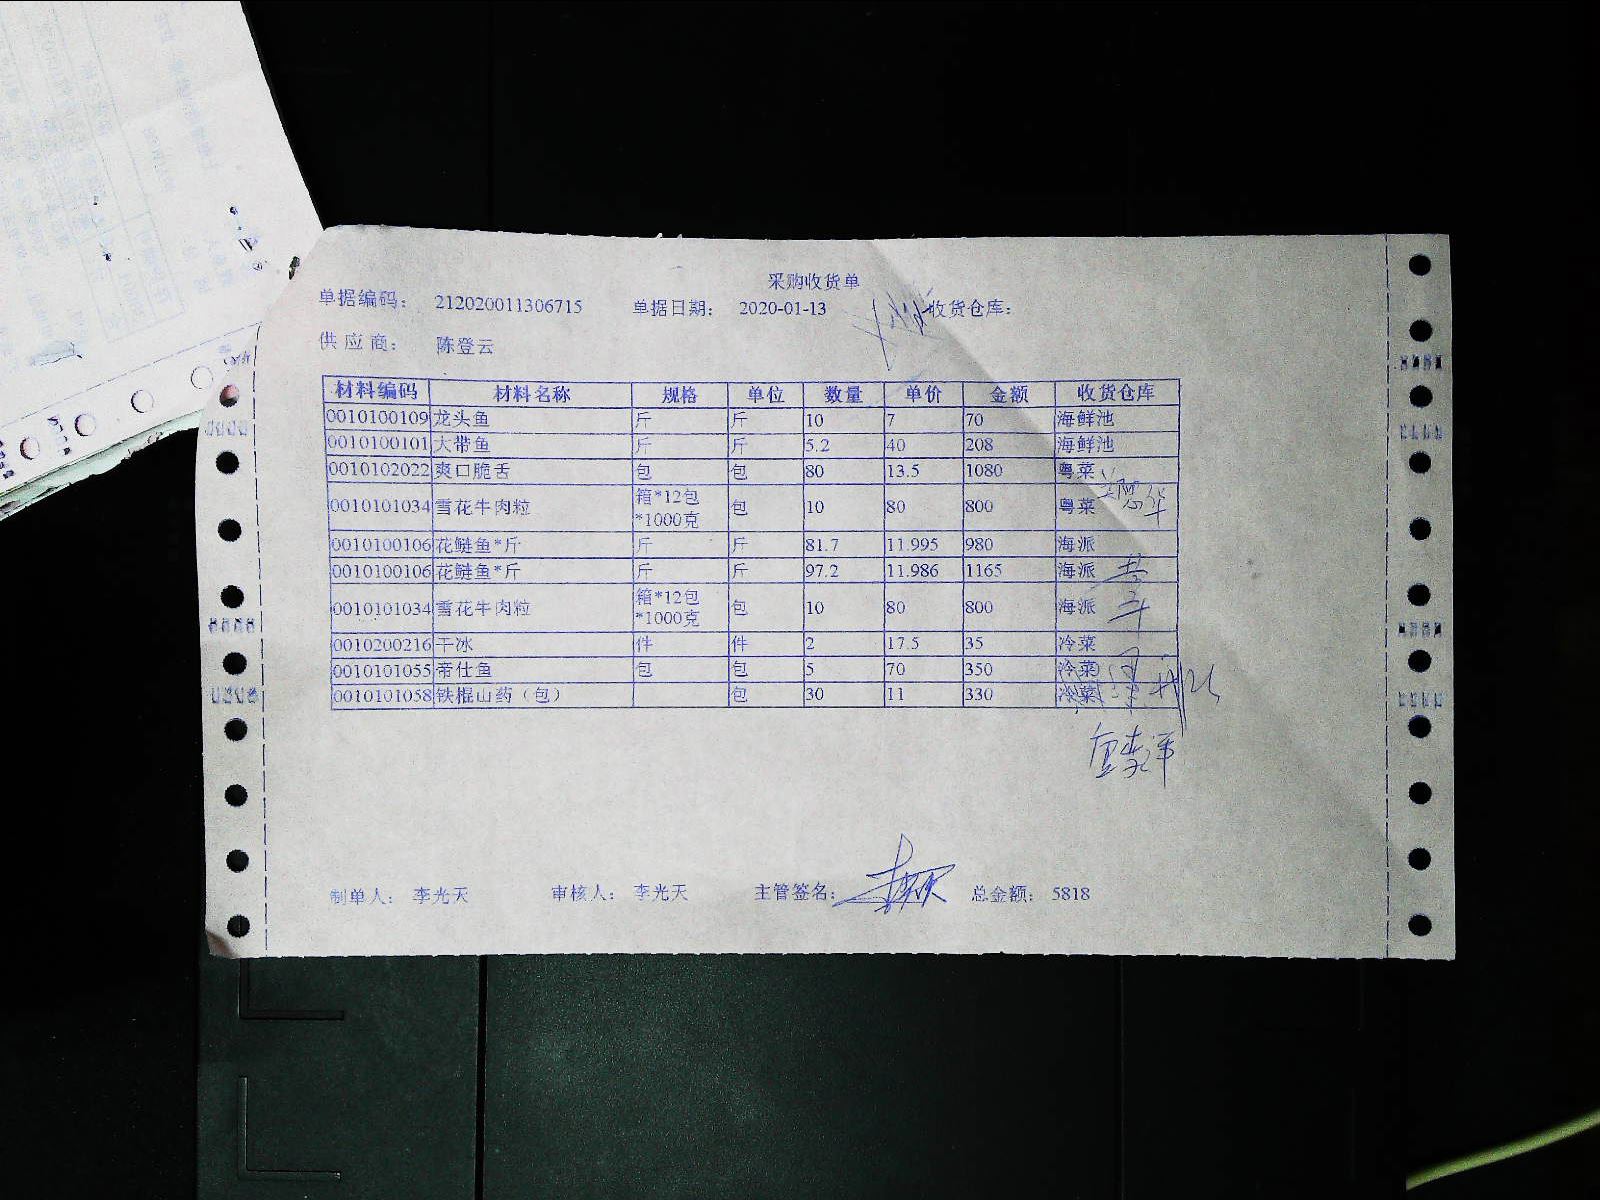 采购收货单
单据编码： 212020011306715 单据日期： 2020-01-13 收货仓库：
供应商： 陈登云
材料编码 材料名称 规格 单位 数量 单价 金额 收货仓库
0010100109 龙头鱼 斤 斤 10 7 70 海鲜池
0010100101 大带鱼 斤 斤 5.2 40 208 海鲜池
0010102022 爽口脆舌 包 包 80 13.5 1080 粤菜
0010101034 雪花牛肉粒 箱*12包*1000克 包 10 80 800 粤菜
0010100106 花鲢鱼*斤 斤 斤 81.7 11.995 980 海派
0010100106 花鲢鱼*斤 斤 斤 97.2 11.986 1165 海派
0010101034 雪花牛肉粒 箱*12包*1000克 包 10 80 800 海派
0010200216 干冰 件 件 2 17.5 35 冷菜
0010101055 帝仕鱼 包 包 5 70 350 冷菜
0010101058 铁棍山药（包） 包 30 11 330 冷菜
制单人： 李光天 审核人： 李光天 主管签名： 总金额： 5818